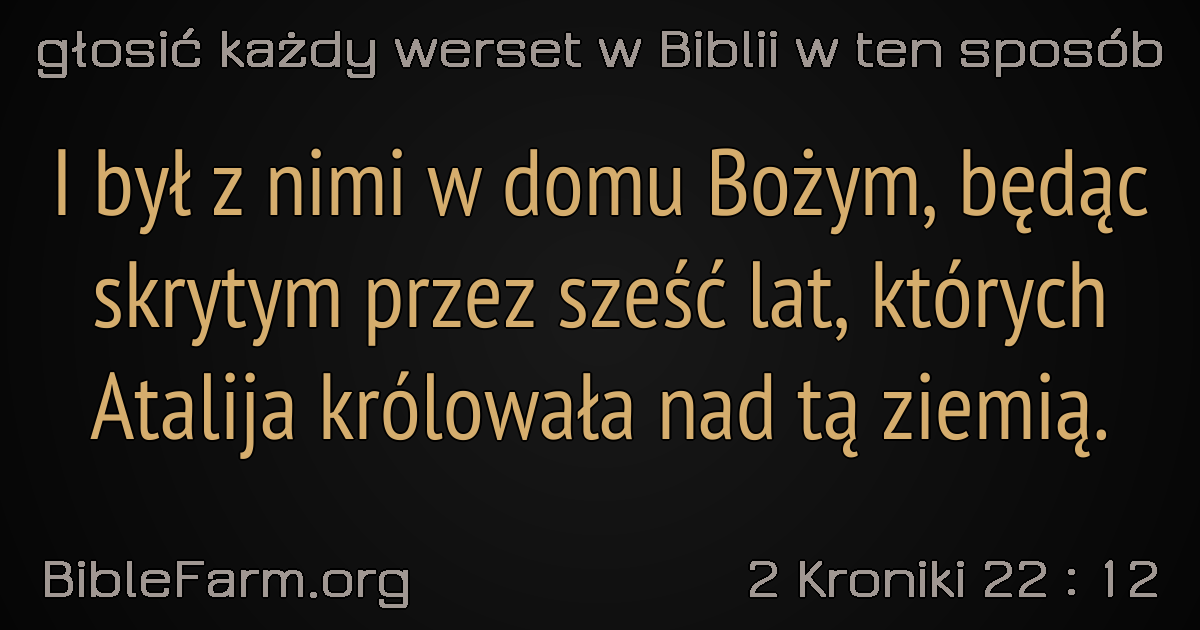 głosić każdy werset w Biblii w ten sposób
I był z nimi w domu Bożym, będąc
skrytym przez sześć lat, których
Atalija królowała nad tą ziemią.
BibleFarm.org
2 Kroniki 22 : 12